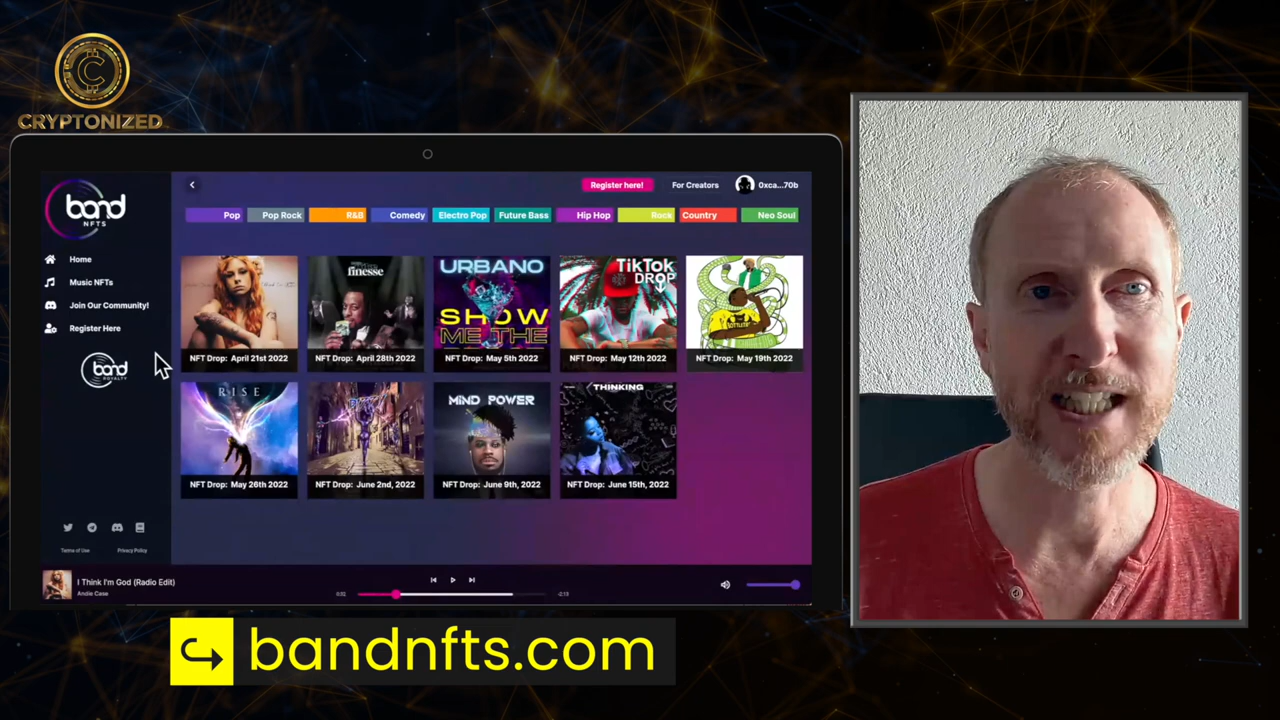 CRYPTONIZED
band
NFTS
Register here!
For Creators
0xca...70b
Pop
Pop Rock
R&B
Comedy
Electro Pop
Future Bass
Hip Hop
Rock
Country
Neo Soul
Home
Music NFTs
Join Our Community!
Register Here
band
ROYALTY
finesse
URBANO
SHOW
ME THE
TikTok
DROP
NFT Drop: April 21st 2022
NFT Drop: April 28th 2022
NFT Drop: May 5th 2022
NFT Drop: May 12th 2022
NFT Drop: May 19th 2022
RISE
MIND POWER
THINKING
NFT Drop: May 26th 2022
NFT Drop: June 2nd, 2022
NFT Drop: June 9th, 2022
NFT Drop: June 15th, 2022
Terms of Use
Privacy Policy
I Think I'm God (Radio Edit)
Andie Case
bandnfts.com